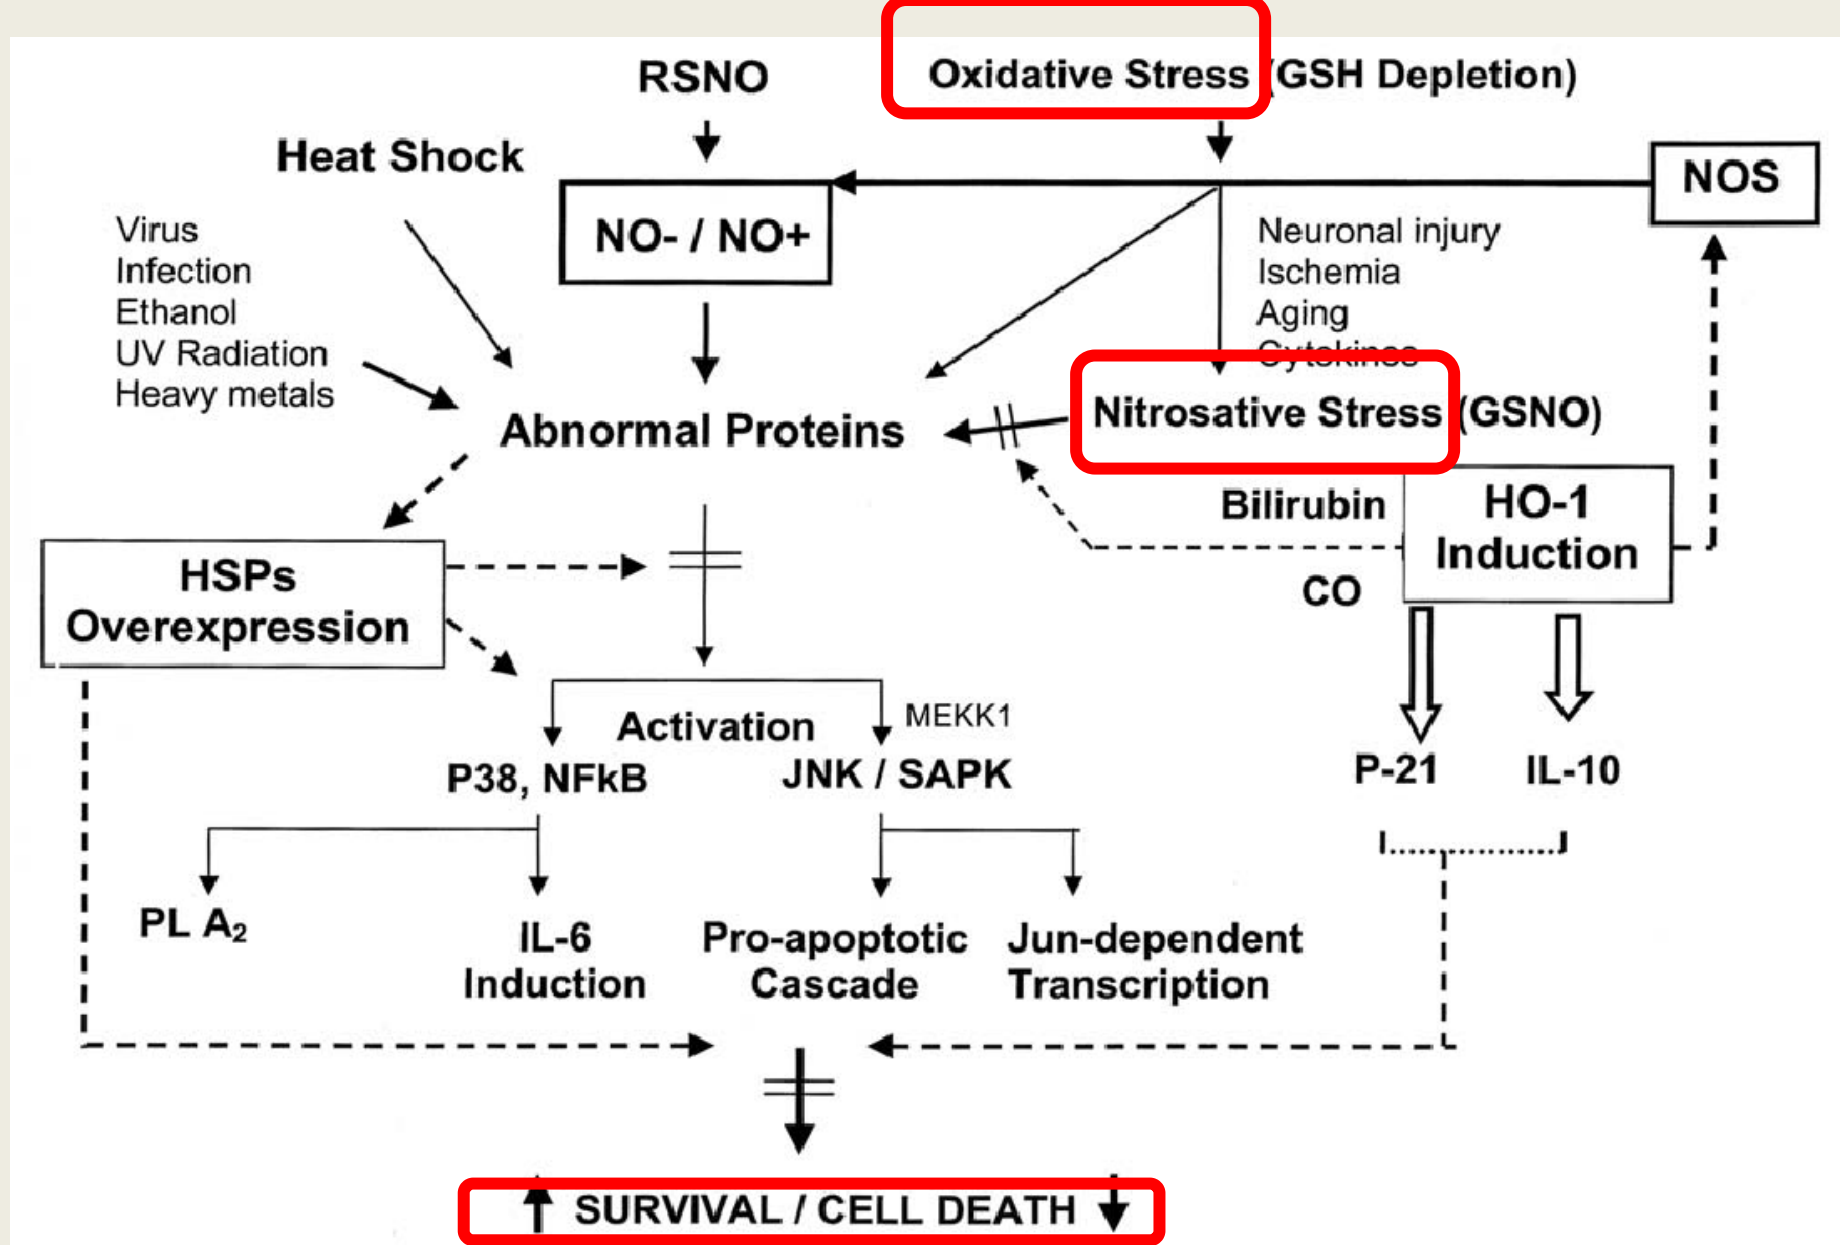 RSNO
Oxidative Stress (GSH Depletion)
Heat Shock
NOS
NO- / NO+
Virus
Infection
Ethanol
UV Radiation
Heavy metals
Neuronal injury
Ischemia
Aging
Cytokines
Abnormal Proteins
Nitrosative Stress (GSNO)
Bilirubin
HO-1
Induction
CO
HSPs
Overexpression
Activation
MEKK1
P38, NFkB
JNK / SAPK
P-21
IL-10
PL A₂
IL-6
Induction
Pro-apoptotic
Cascade
Jun-dependent
Transcription
SURVIVAL / CELL DEATH